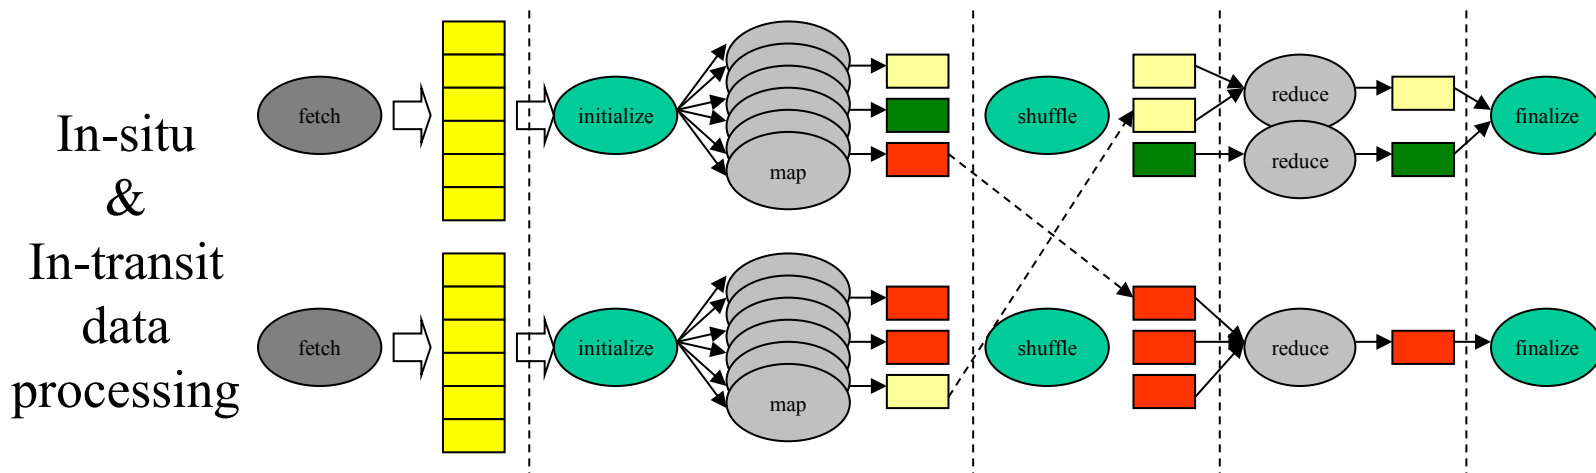 In-situ
&
In-transit
data
processing
fetch
initialize
map
shuffle
reduce
reduce
finalize
fetch
initialize
map
shuffle
reduce
finalize